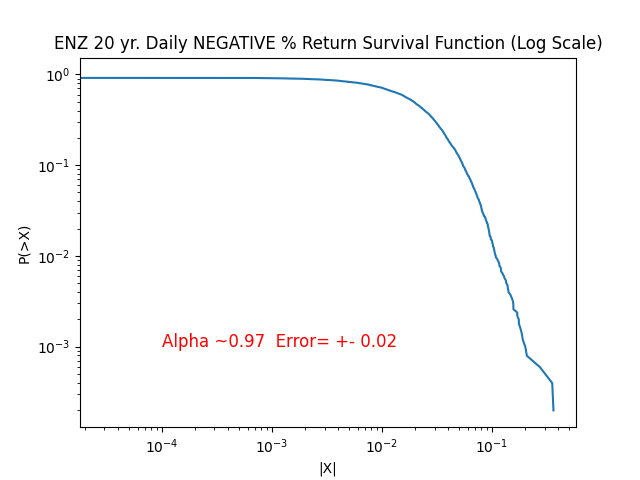 ENZ 20 yr. Daily NEGATIVE % Return Survival Function (Log Scale)
10⁰
10⁻¹
10⁻²
10⁻³
P(>X)
Alpha ~0.97  Error= +- 0.02
10⁻⁴ 10⁻³ 10⁻² 10⁻¹
|X|